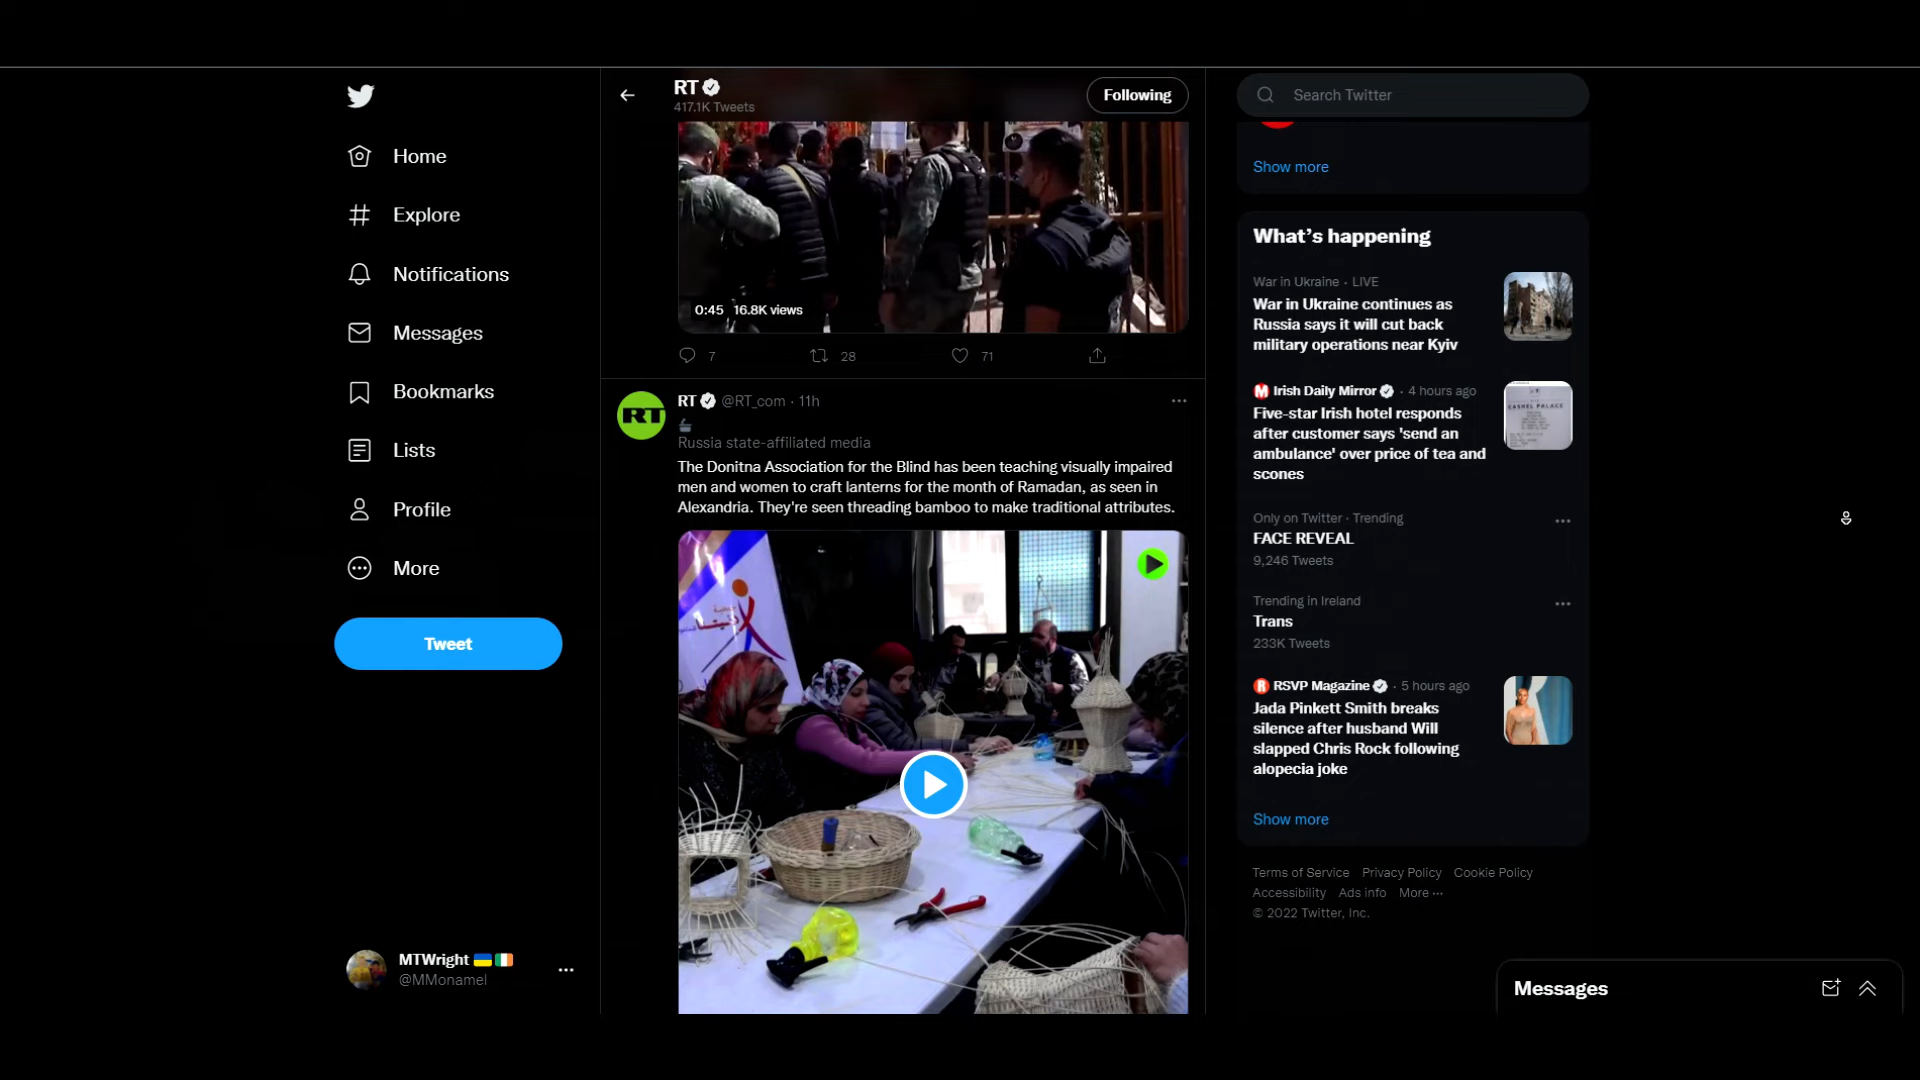 Home
Explore
Notifications
Messages
Bookmarks
Lists
Profile
More
Tweet
MTWright
@MMonamel
RT
417.1K Tweets
Following
0:45 16.8K views
7 28 71
RT @RT_com · 11h
Russia state-affiliated media
The Donitna Association for the Blind has been teaching visually impaired
men and women to craft lanterns for the month of Ramadan, as seen in
Alexandria. They're seen threading bamboo to make traditional attributes.
RT
Search Twitter
Show more
What's happening
War in Ukraine · LIVE
War in Ukraine continues as
Russia says it will cut back
military operations near Kyiv
Irish Daily Mirror · 4 hours ago
Five-star Irish hotel responds
after customer says 'send an
ambulance' over price of tea and
scones
CASHEL PALACE
Only on Twitter · Trending
FACE REVEAL
9,246 Tweets
Trending in Ireland
Trans
233K Tweets
RSVP Magazine · 5 hours ago
Jada Pinkett Smith breaks
silence after husband Will
slapped Chris Rock following
alopecia joke
Show more
Terms of Service Privacy Policy Cookie Policy
Accessibility Ads info More ···
© 2022 Twitter, Inc.
Messages